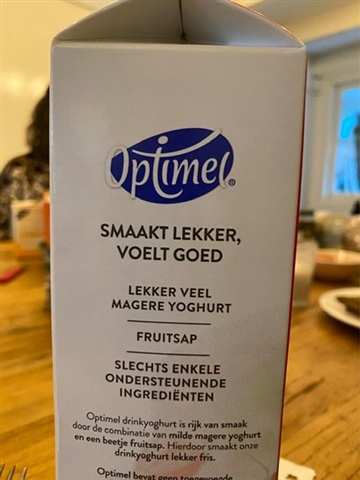 Optimel®
SMAAKT LEKKER,
VOELT GOED
LEKKER VEEL
MAGERE YOGHURT
FRUITSAP
SLECHTS ENKELE
ONDERSTEUNENDE
INGREDIËNTEN
Optimel drinkyoghurt is rijk van smaak
door de combinatie van milde magere yoghurt
en een beetje fruitsap. Hierdoor smaakt onze
drinkyoghurt lekker fris.
Optimel bevat geen toegevoegde